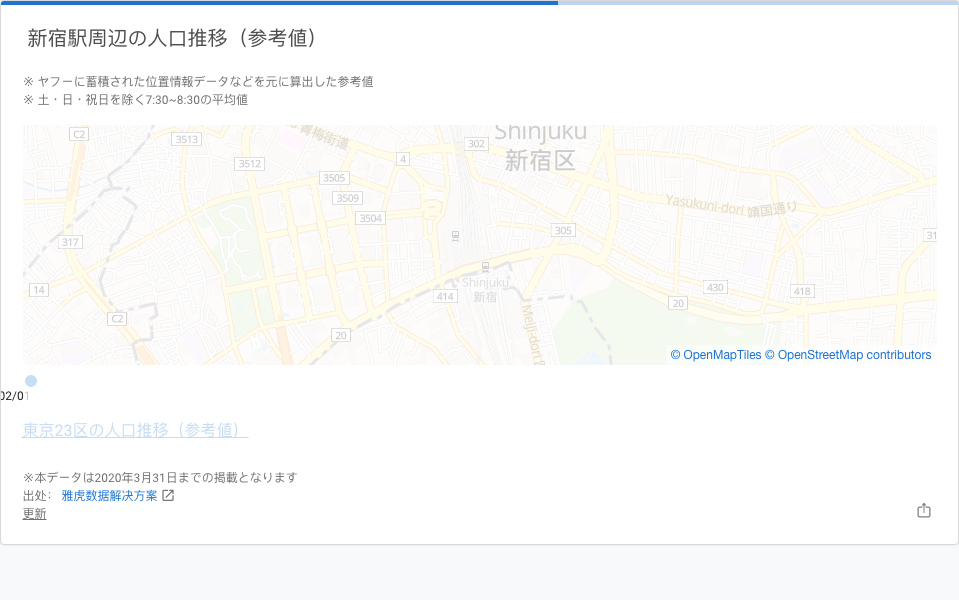 新宿駅周辺の人口推移（参考値）
※ ヤフーに蓄積された位置情報データなどを元に算出した参考値
※ 土・日・祝日を除く7:30~8:30の平均値
C2
3513
青梅街道
302
Shinjuku
新宿区
3512
4
3505
3509
3504
Yasukuni-dori 靖国通り
305
317
31
Shinjuku
新宿
14
414
430
418
20
C2
20
Meiji-dori
© OpenMapTiles © OpenStreetMap contributors
02/01
東京23区の人口推移（参考値）
※本データは2020年3月31日までの掲載となります
出处： 雅虎数据解决方案
更新